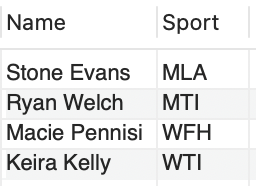 Name Sport
Stone Evans MLA
Ryan Welch MTI
Macie Pennisi WFH
Keira Kelly WTI